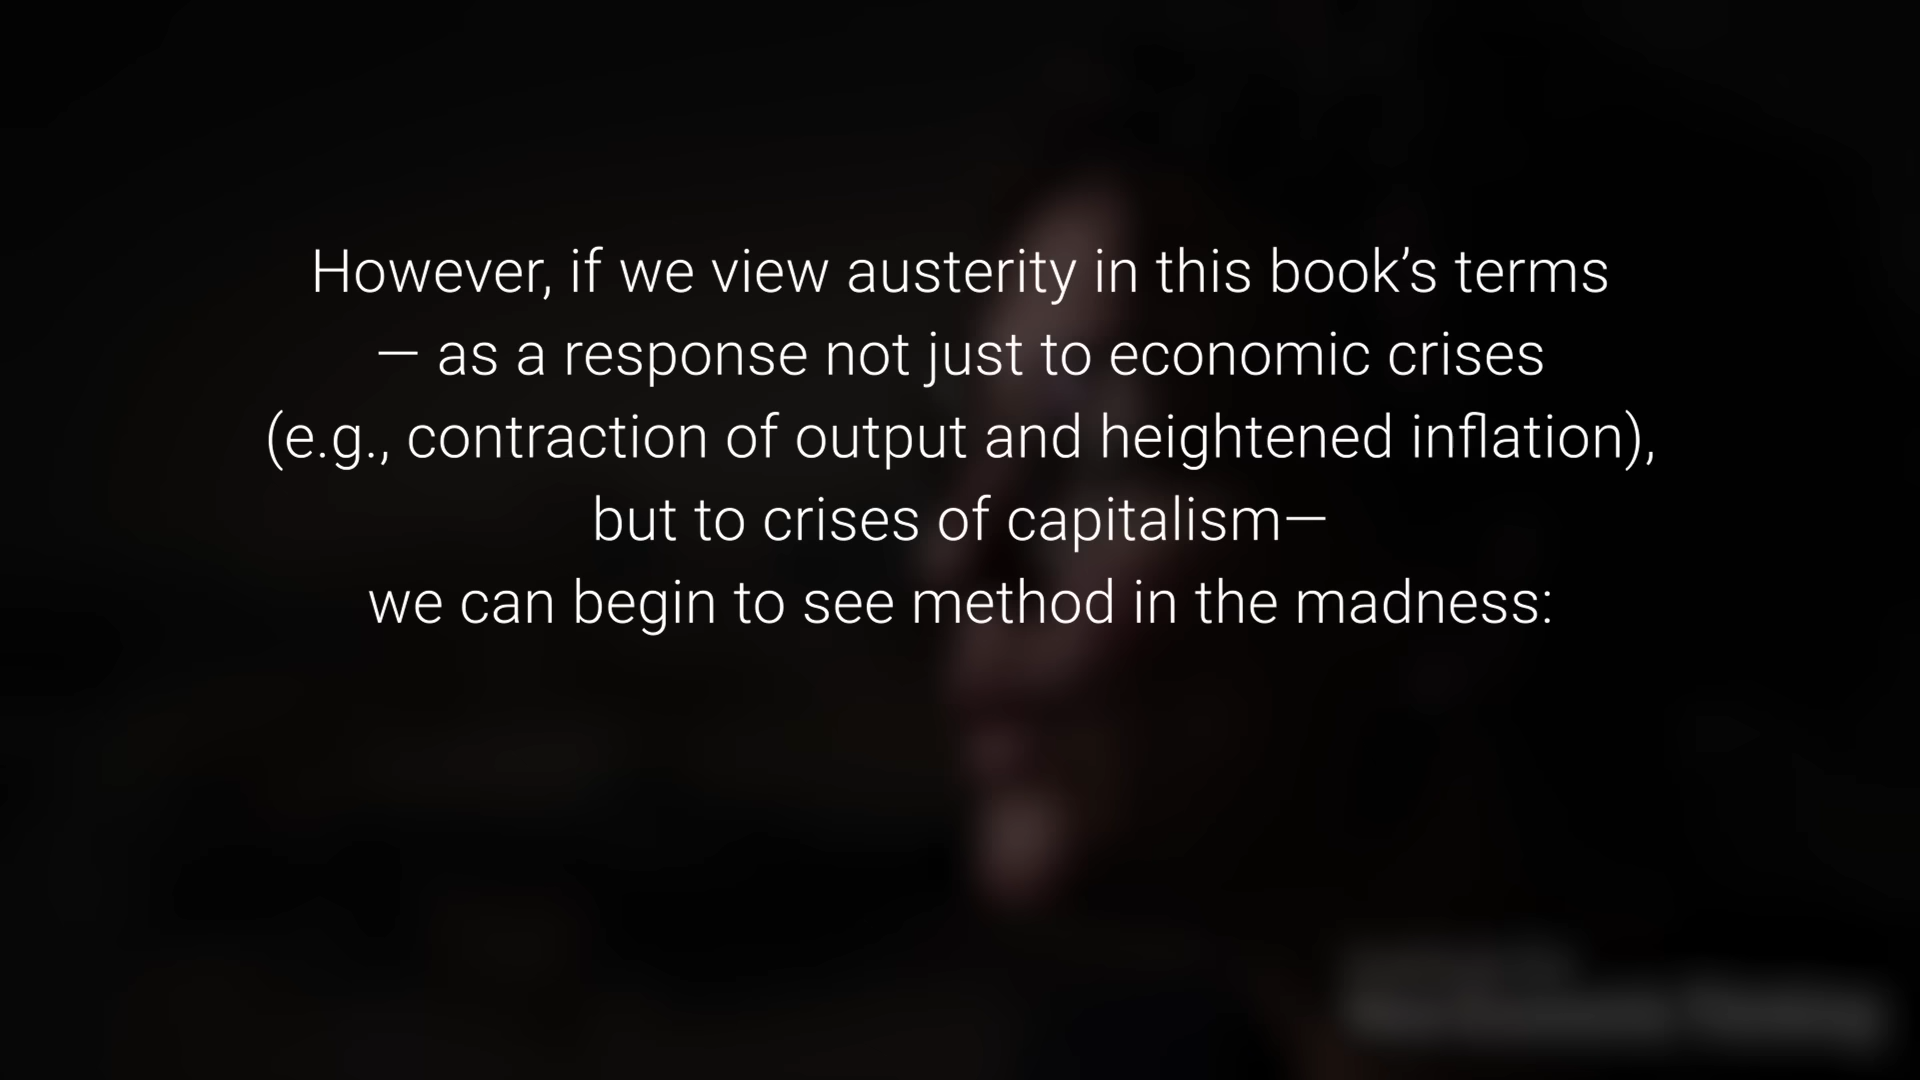 However, if we view austerity in this book’s terms
— as a response not just to economic crises
(e.g., contraction of output and heightened inflation),
but to crises of capitalism—
we can begin to see method in the madness: